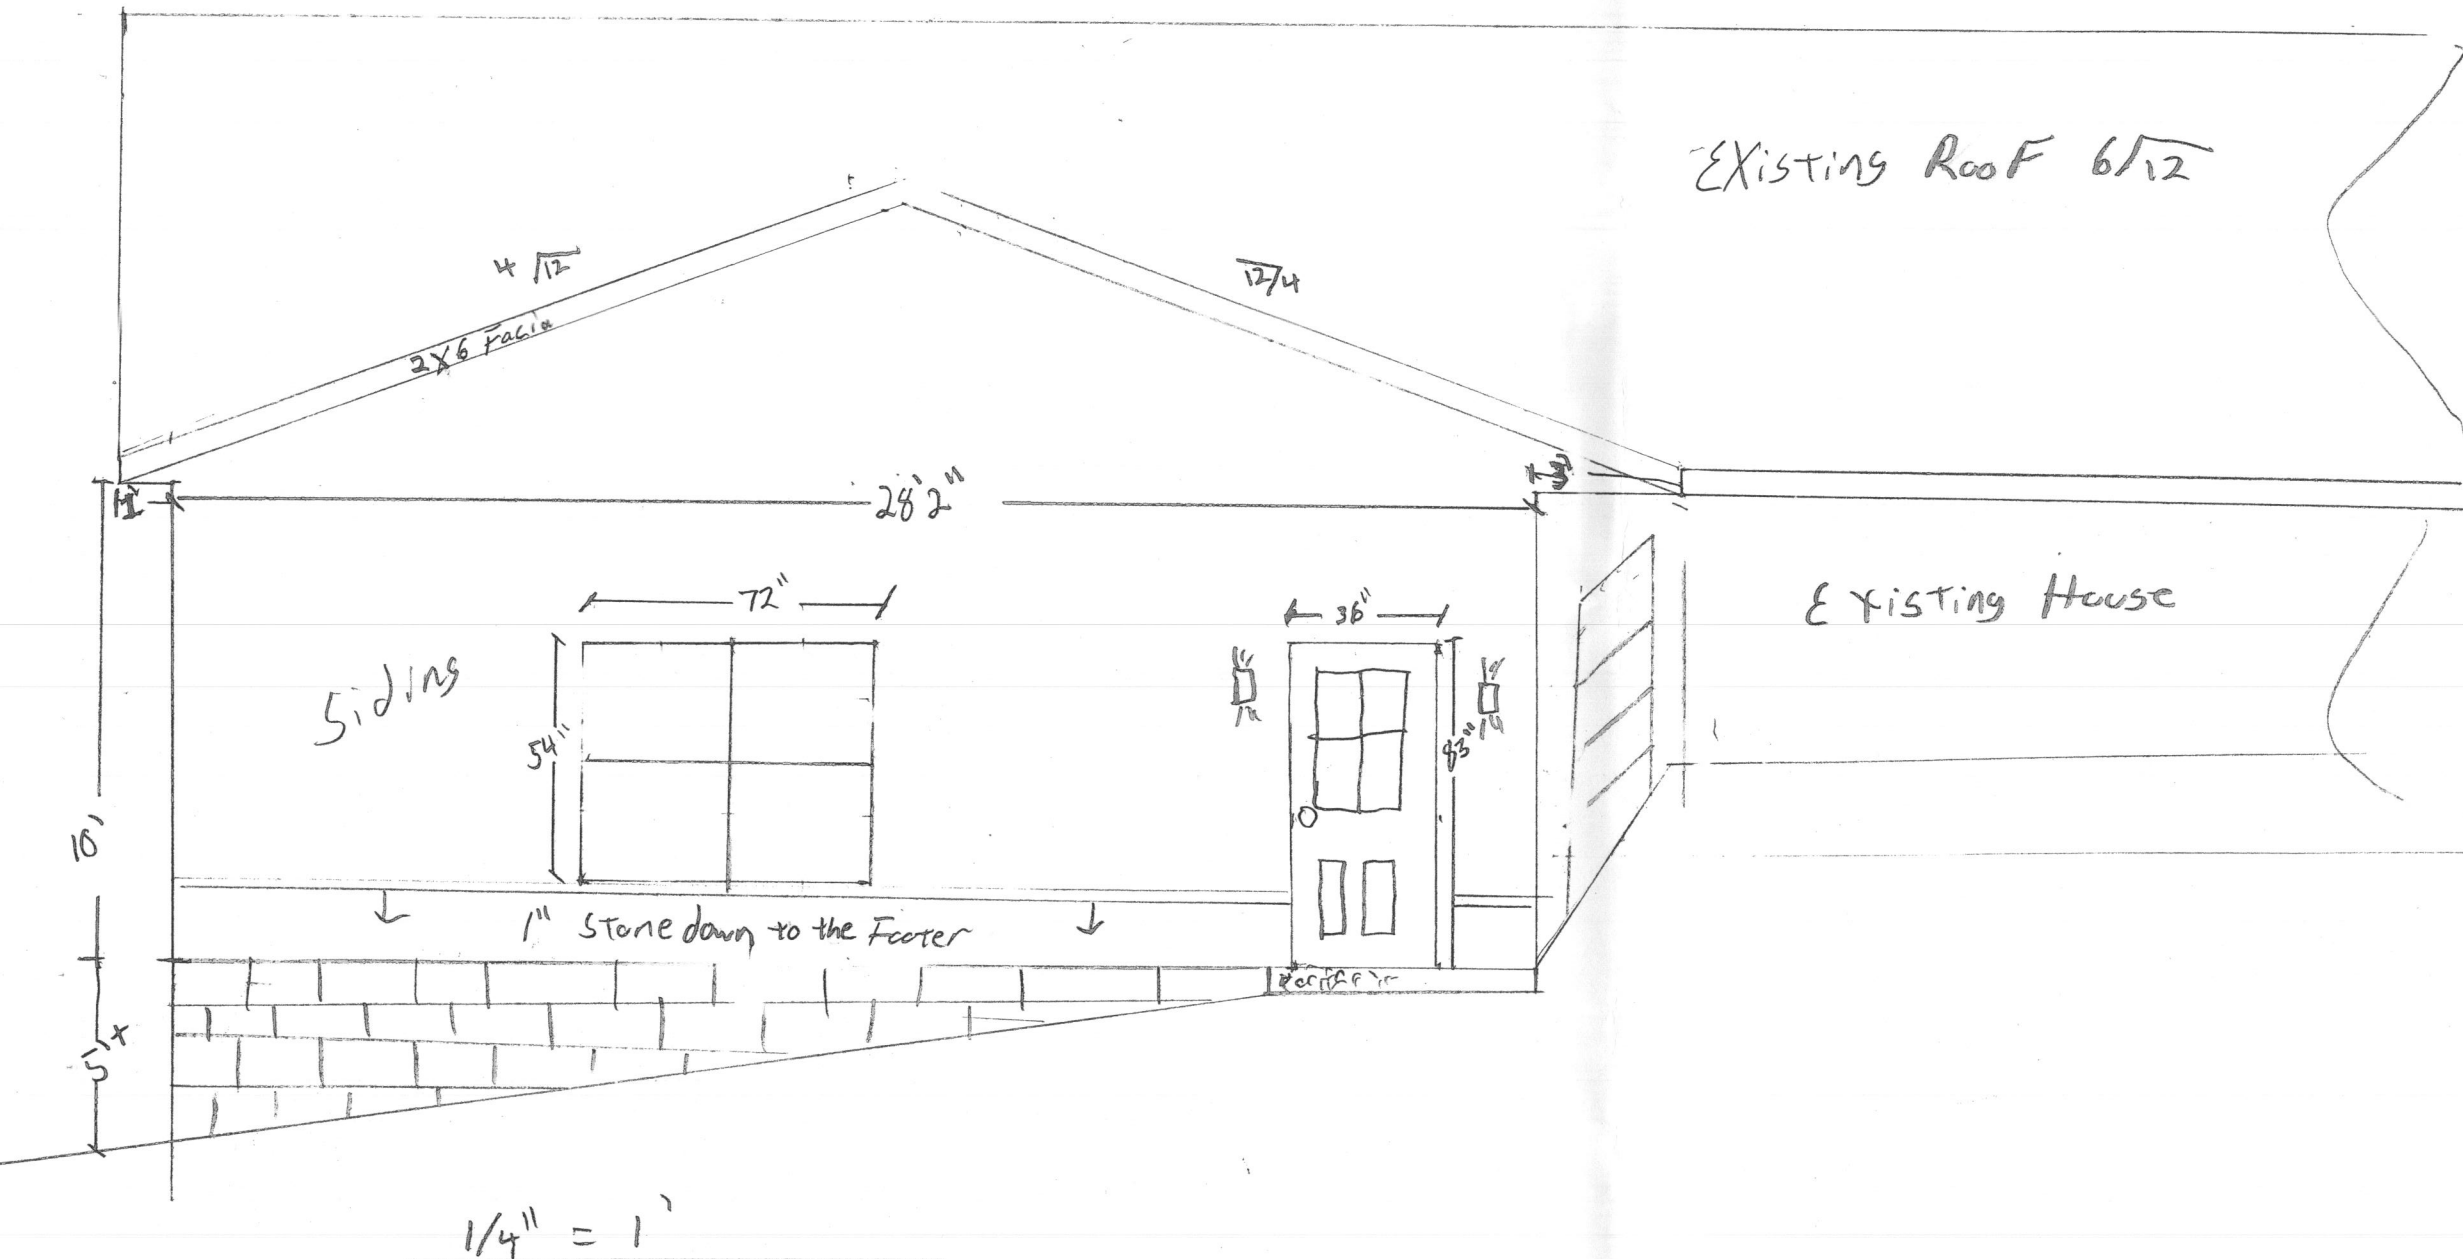 Existing Roof 6/12
4 /12
12/4
2x6 Facia
1'
3'
28'2"
Existing House
72"
36"
Siding
54"
83"
10'
1" Stone down to the Footer
5'
1/4" = 1'